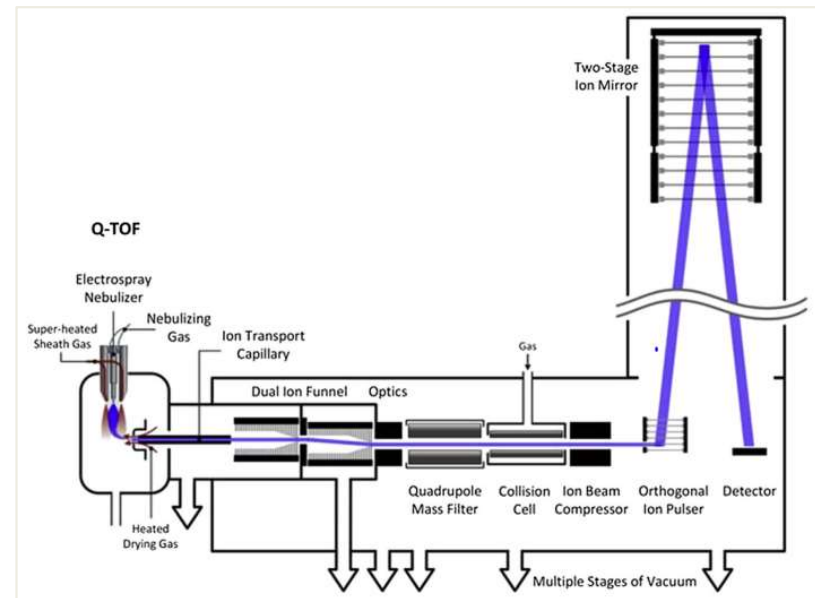 Two-Stage
Ion Mirror
Q-TOF
Electrospray
Nebulizer
Super-heated
Sheath Gas
Nebulizing
Gas
Ion Transport
Capillary
Gas
Dual Ion Funnel
Optics
Quadrupole
Mass Filter
Collision
Cell
Ion Beam
Compressor
Orthogonal
Ion Pulser
Detector
Heated
Drying Gas
Multiple Stages of Vacuum